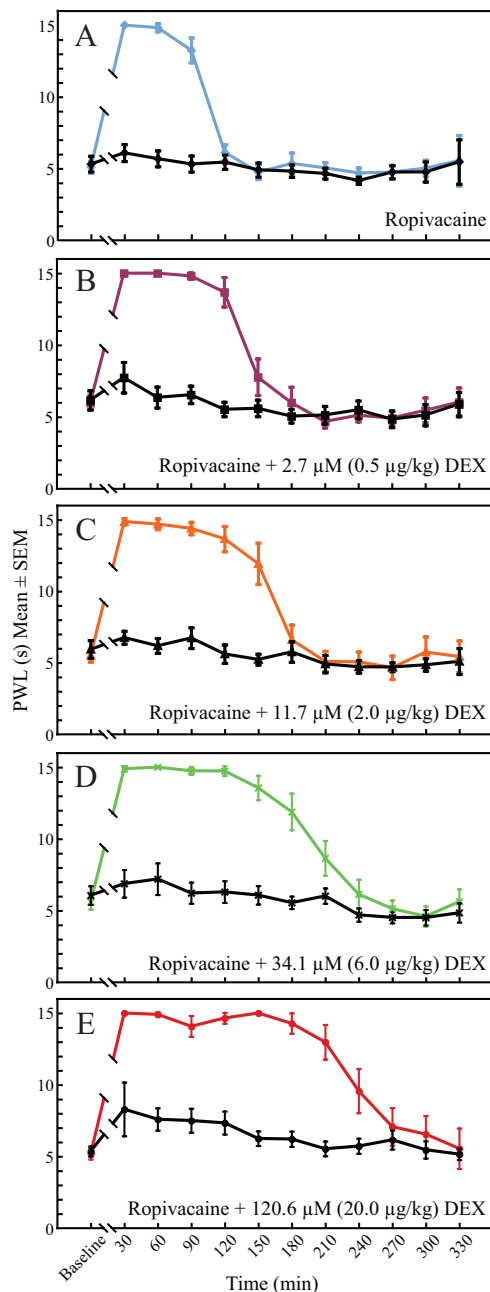 A
15
10
5
0
Ropivacaine
B
15
10
5
0
Ropivacaine + 2.7 µM (0.5 µg/kg) DEX
C
15
10
5
0
Ropivacaine + 11.7 µM (2.0 µg/kg) DEX
PWL (s) Mean ± SEM
D
15
10
5
0
Ropivacaine + 34.1 µM (6.0 µg/kg) DEX
E
15
10
5
0
Ropivacaine + 120.6 µM (20.0 µg/kg) DEX
Baseline 30 60 90 120 150 180 210 240 270 300 330
Time (min)